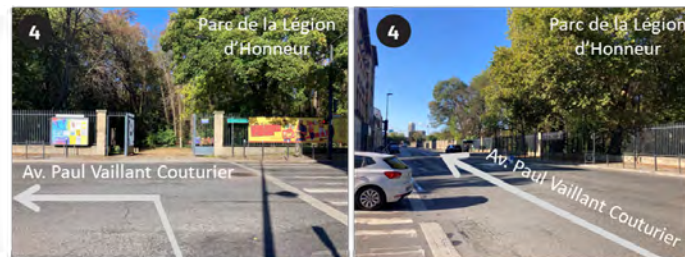 4
Parc de la Légion
d'Honneur
Av. Paul Vaillant Couturier
4
Parc de la Légion
d'Honneur
Av. Paul Vaillant Couturier